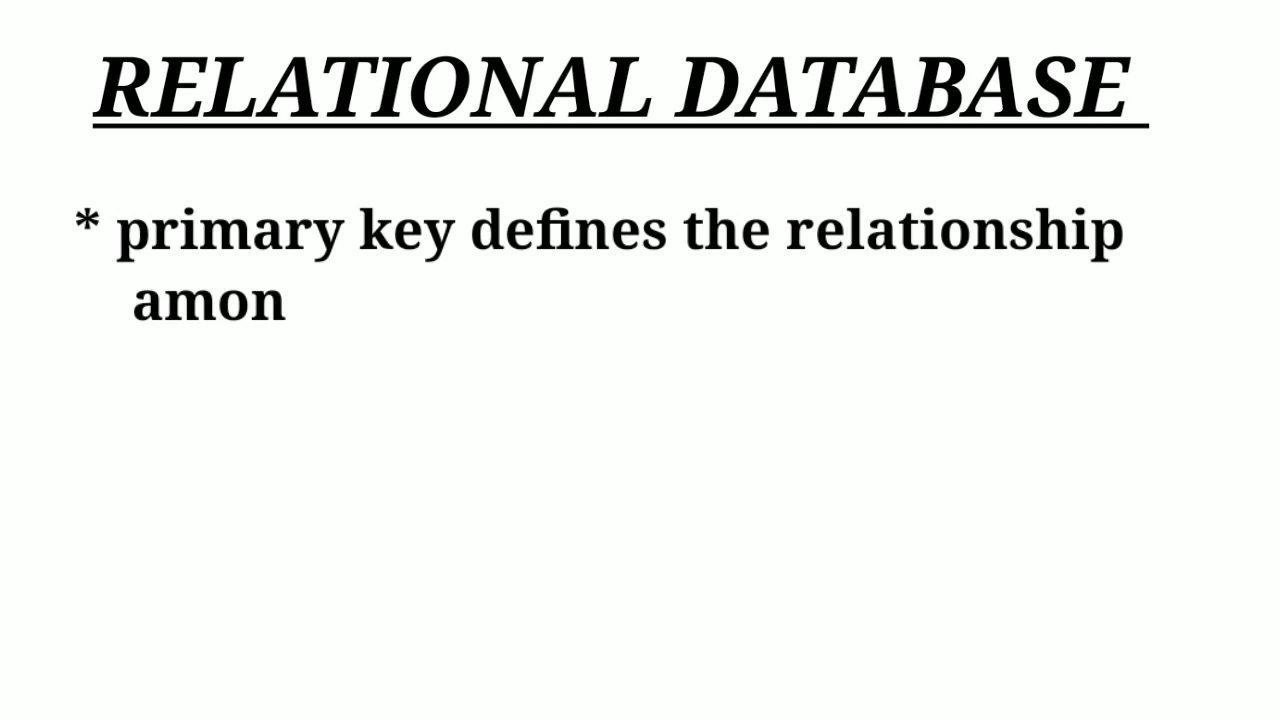 RELATIONAL DATABASE
* primary key defines the relationship
amon